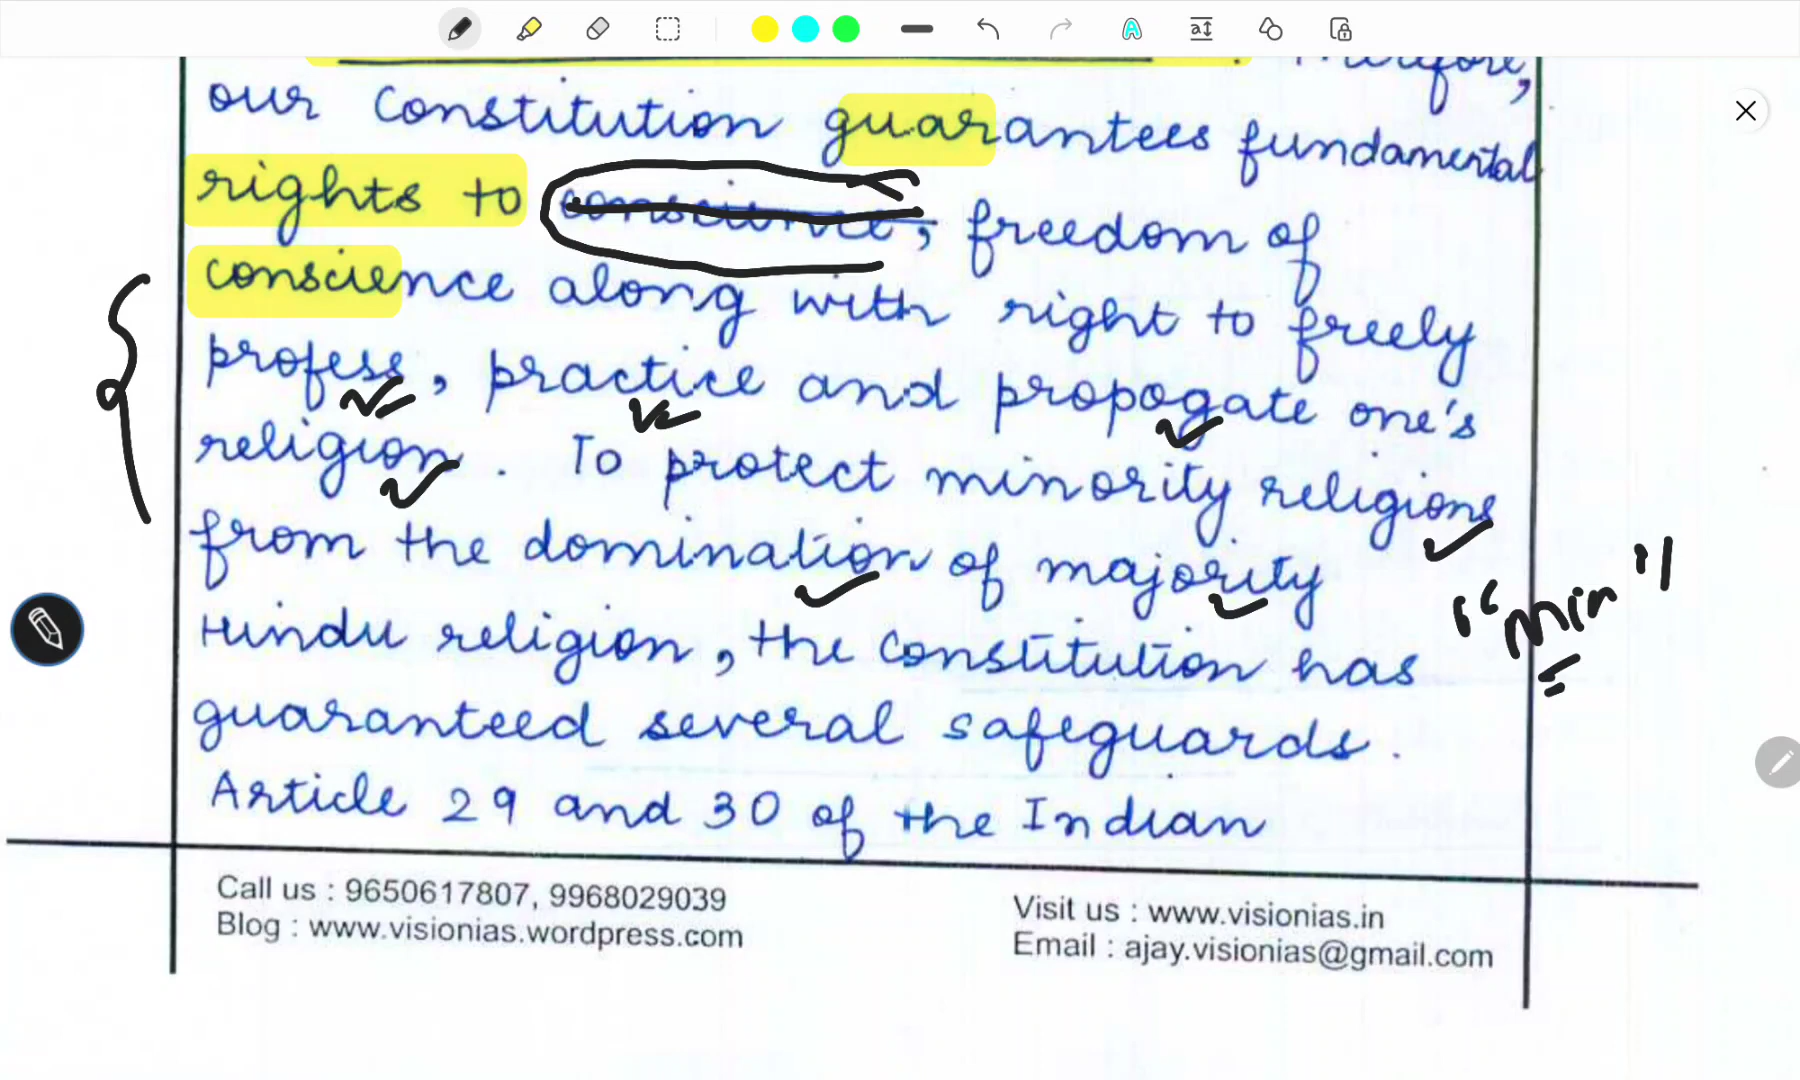 Therefore,
our Constitution guarantees fundamental
rights to conscience, freedom of
conscience along with right to freely
profess, practice and propogate one's
religion. To protect minority religions
from the domination of majority
"min"
Hindu religion, the constitution has
guaranteed several safeguards.
Article 29 and 30 of the Indian
Call us : 9650617807, 9968029039
Blog : www.visionias.wordpress.com
Visit us : www.visionias.in
Email : ajay.visionias@gmail.com